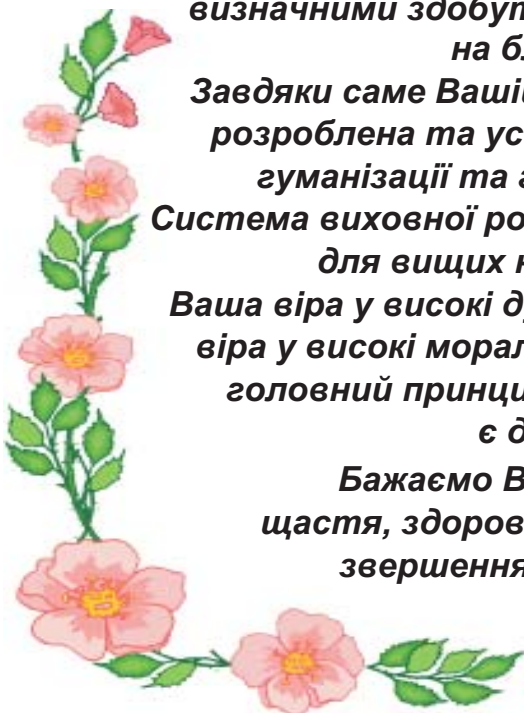 визначними здобут
на бл
Завдяки саме Вашій
розроблена та ус
гуманізації та г
Система виховної ро
для вищих н
Ваша віра у високі д
віра у високі морал
головний принци
є д
Бажаємо В
щастя, здоров
звершення